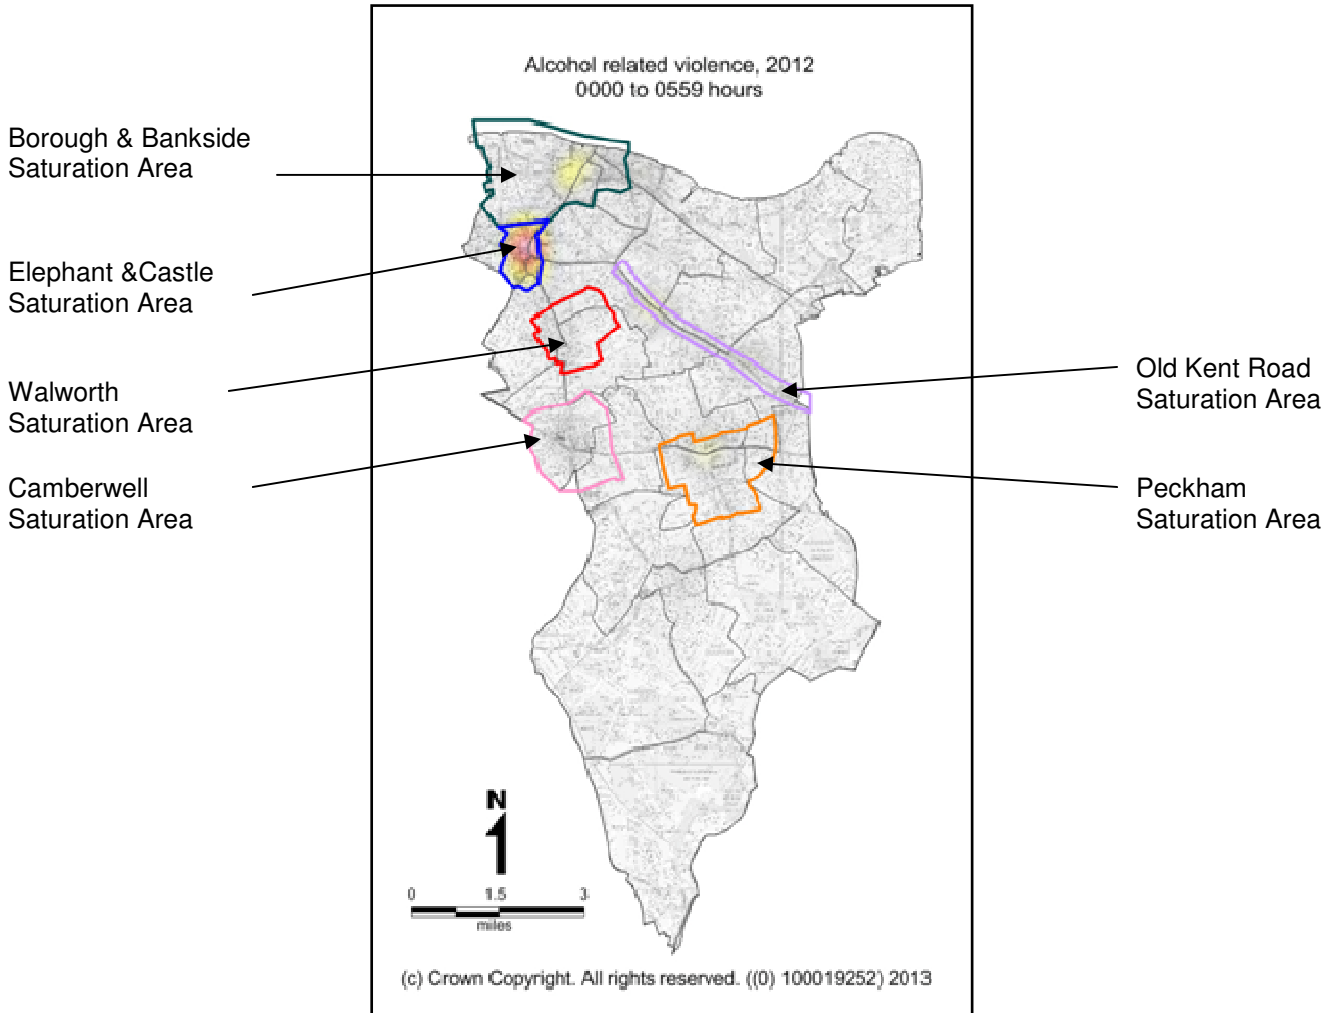 Alcohol related violence, 2012
0000 to 0559 hours
Borough & Bankside
Saturation Area
Elephant &Castle
Saturation Area
Walworth
Saturation Area
Camberwell
Saturation Area
Old Kent Road
Saturation Area
Peckham
Saturation Area
N
0 1.5 3
miles
(c) Crown Copyright. All rights reserved. ((0) 100019252) 2013